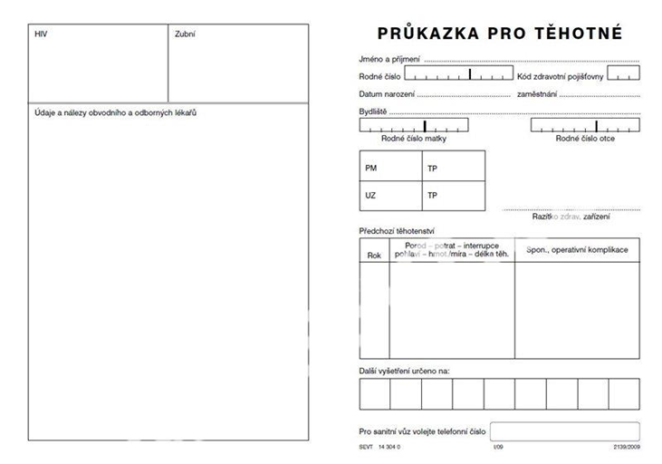 HIV
Zubní
Údaje a nálezy obvodního a odborných lékařů
PRŮKAZKA PRO TĚHOTNÉ
Jméno a příjmení
Rodné číslo
Kód zdravotní pojišťovny
Datum narození
zaměstnání
Bydliště
Rodné číslo matky
Rodné číslo otce
PM
TP
UZ
TP
Razítko zdrav. zařízení
Předchozí těhotenství
Rok
Porod – potrat – interrupce
pohlaví – hmot./míra – délka těh.
Spon., operativní komplikace
Další vyšetření určeno na:
Pro sanitní vůz volejte telefonní číslo
SEVT 14 304 0
I/09
2139/2009